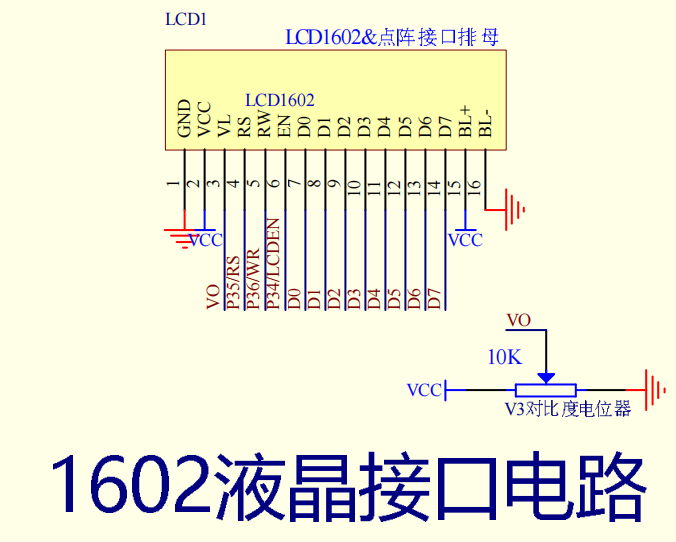 LCD1
LCD1602&点阵接口排母
LCD1602
GND VCC VL RS RW EN D0 D1 D2 D3 D4 D5 D6 D7 BL+ BL-
1 2 3 4 5 6 7 8 9 10 11 12 13 14 15 16
VCC VCC
VO P35/RS P36/WR P34/LCDEN D0 D1 D2 D3 D4 D5 D6 D7
VO
10K
VCC
V3对比度电位器
1602液晶接口电路